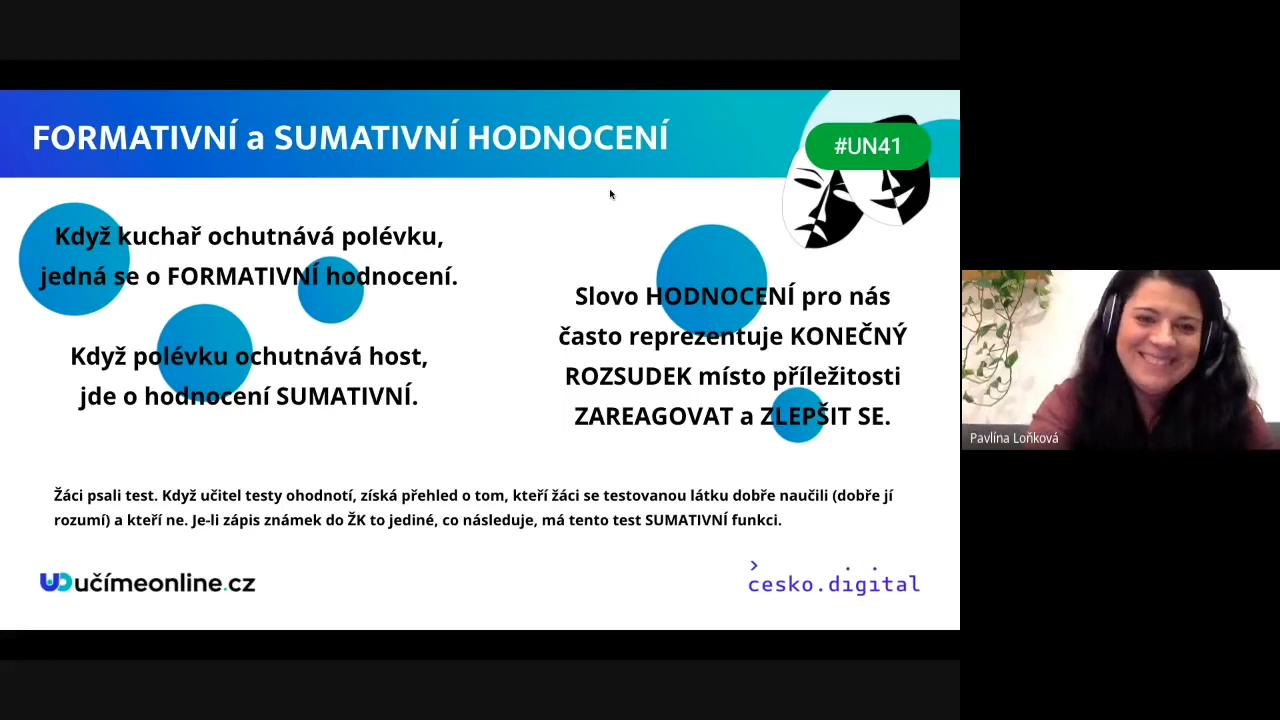 FORMATIVNÍ a SUMATIVNÍ HODNOCENÍ
#UN41
Když kuchař ochutnává polévku,
jedná se o FORMATIVNÍ hodnocení.
Když polévku ochutnává host,
jde o hodnocení SUMATIVNÍ.
Slovo HODNOCENÍ pro nás
často reprezentuje KONEČNÝ
ROZSUDEK místo příležitosti
ZAREAGOVAT a ZLEPŠIT SE.
Žáci psali test. Když učitel testy ohodnotí, získá přehled o tom, kteří žáci se testovanou látku dobře naučili (dobře jí
rozumí) a kteří ne. Je-li zápis známek do ŽK to jediné, co následuje, má tento test SUMATIVNÍ funkci.
učímeonline.cz
cesko.digital
Pavlína Loňková